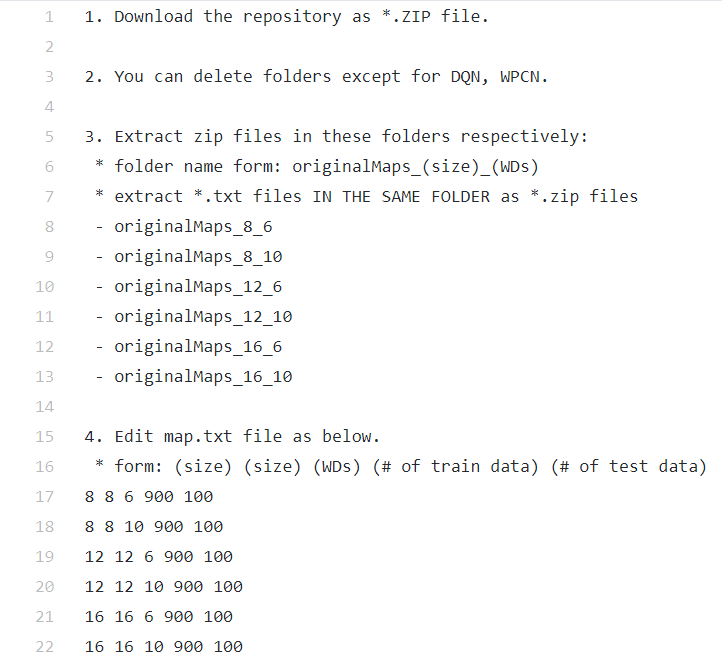 1 1. Download the repository as *.ZIP file.
2
3 2. You can delete folders except for DQN, WPCN.
4
5 3. Extract zip files in these folders respectively:
6 * folder name form: originalMaps_(size)_(WDs)
7 * extract *.txt files IN THE SAME FOLDER as *.zip files
8 - originalMaps_8_6
9 - originalMaps_8_10
10 - originalMaps_12_6
11 - originalMaps_12_10
12 - originalMaps_16_6
13 - originalMaps_16_10
14
15 4. Edit map.txt file as below.
16 * form: (size) (size) (WDs) (# of train data) (# of test data)
17 8 8 6 900 100
18 8 8 10 900 100
19 12 12 6 900 100
20 12 12 10 900 100
21 16 16 6 900 100
22 16 16 10 900 100